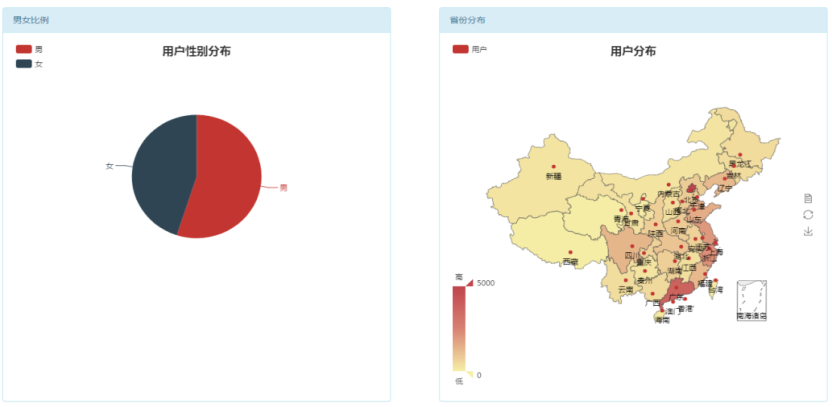 男女比例
男
女
用户性别分布
女
男
省份分布
用户
用户分布
黑龙江
吉林
辽宁
新疆
内蒙古
北京
天津
宁夏
山西
河北
山东
青海
甘肃
陕西
河南
江苏
上海
西藏
四川
重庆
湖北
浙江
湖南
江西
贵州
福建
云南
台湾
广西
广东
香港
澳门
海南
南海诸岛
高
5000
0
低